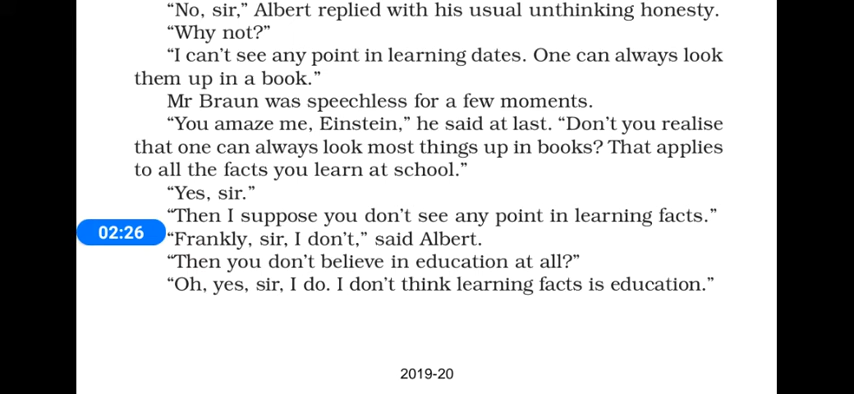 “No, sir,” Albert replied with his usual unthinking honesty.
“Why not?”
“I can’t see any point in learning dates. One can always look
them up in a book.”
Mr Braun was speechless for a few moments.
“You amaze me, Einstein,” he said at last. “Don’t you realise
that one can always look most things up in books? That applies
to all the facts you learn at school.”
“Yes, sir.”
“Then I suppose you don’t see any point in learning facts.”
02:26
“Frankly, sir, I don’t,” said Albert.
“Then you don’t believe in education at all?”
“Oh, yes, sir, I do. I don’t think learning facts is education.”
2019-20